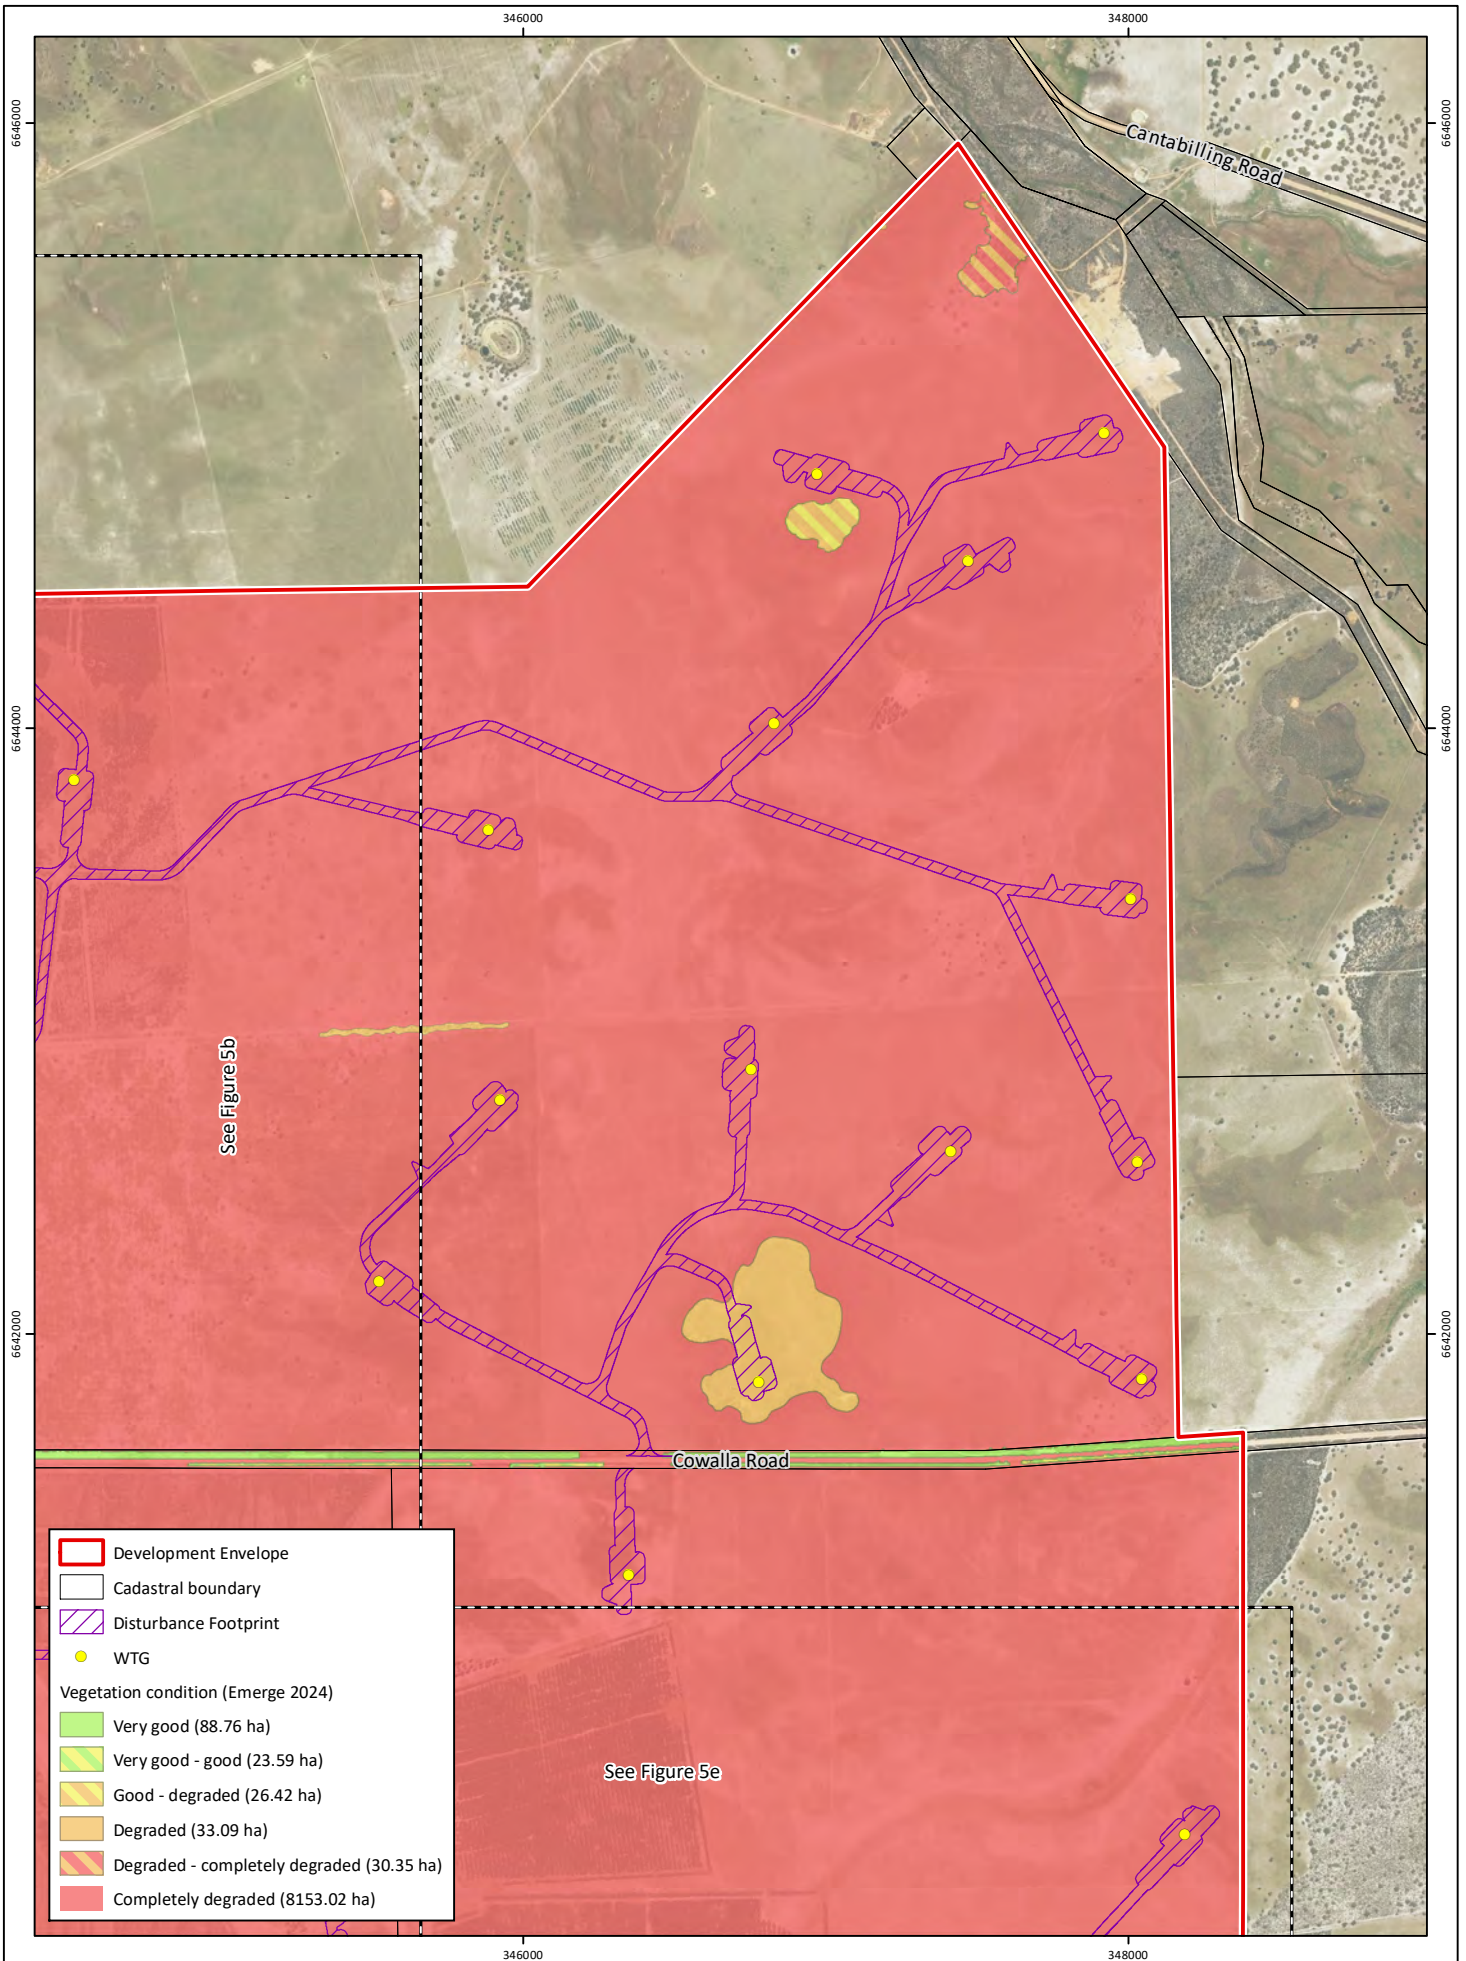 346000
348000
6646000
6646000
Cantabilling Road
6644000
6644000
See Figure 5b
6642000
6642000
Cowalla Road
Development Envelope
Cadastral boundary
Disturbance Footprint
WTG
Vegetation condition (Emerge 2024)
Very good (88.76 ha)
Very good - good (23.59 ha)
Good - degraded (26.42 ha)
Degraded (33.09 ha)
Degraded - completely degraded (30.35 ha)
Completely degraded (8153.02 ha)
See Figure 5e
346000
348000